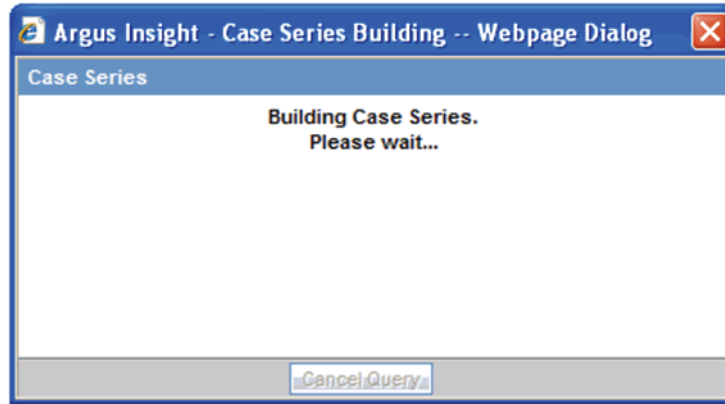 Argus Insight - Case Series Building -- Webpage Dialog
Case Series
Building Case Series.
Please wait...
Cancel Query